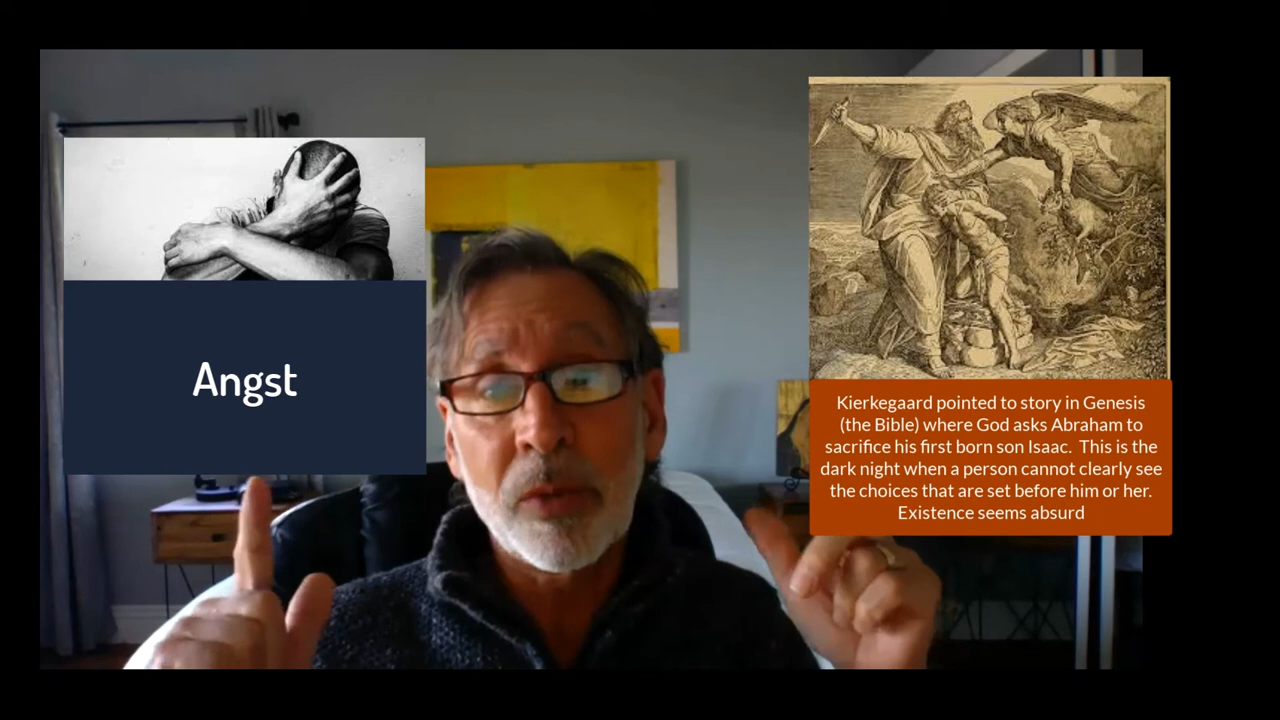 Angst
Kierkegaard pointed to story in Genesis
(the Bible) where God asks Abraham to
sacrifice his first born son Isaac.  This is the
dark night when a person cannot clearly see
the choices that are set before him or her.
Existence seems absurd